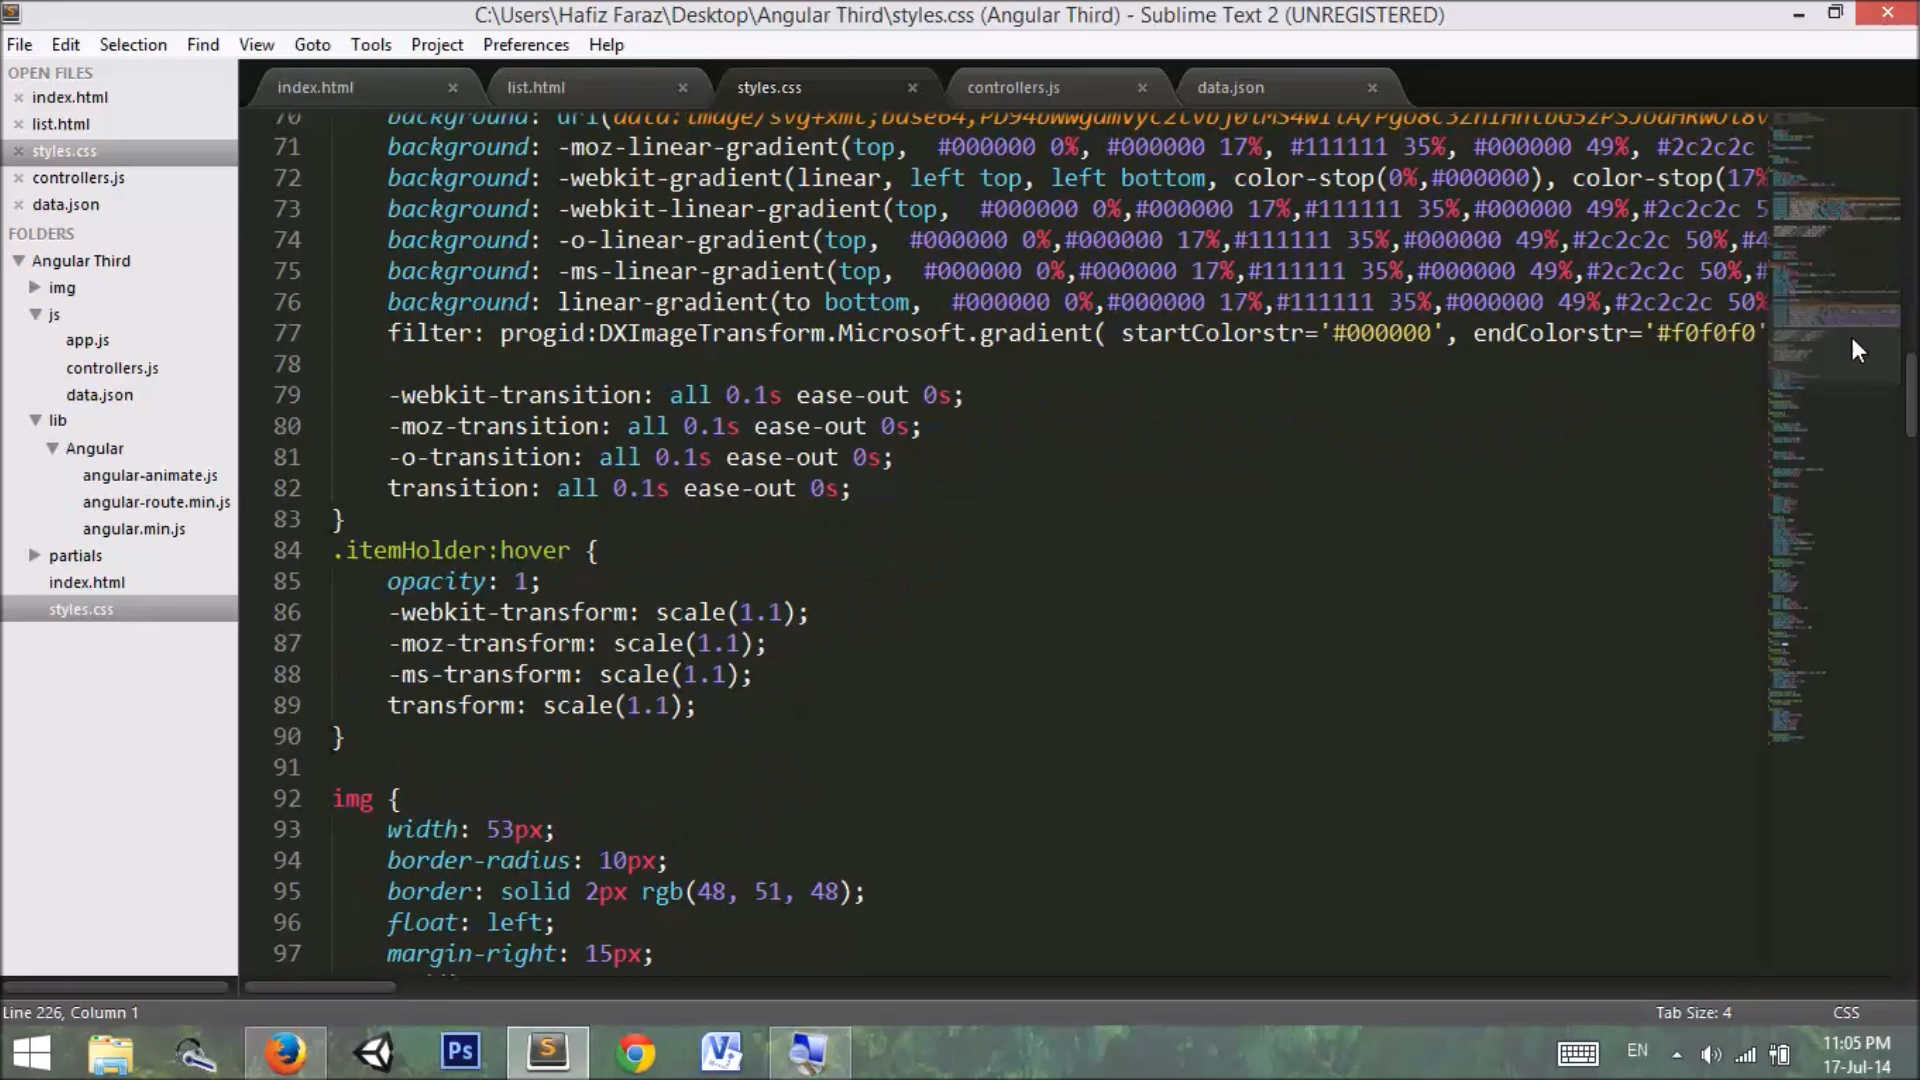 C:\Users\Hafiz Faraz\Desktop\Angular Third\styles.css (Angular Third) - Sublime Text 2 (UNREGISTERED)
File Edit Selection Find View Goto Tools Project Preferences Help
OPEN FILES
index.html
list.html
styles.css
controllers.js
data.json
FOLDERS
Angular Third
img
js
app.js
controllers.js
data.json
lib
Angular
angular-animate.js
angular-route.min.js
angular.min.js
partials
index.html
styles.css
index.html list.html styles.css controllers.js data.json
70 background:
71 background: -moz-linear-gradient(top, #000000 0%, #000000 17%, #111111 35%, #000000 49%, #2c2c2c
72 background: -webkit-gradient(linear, left top, left bottom, color-stop(0%,#000000), color-stop(17%
73 background: -webkit-linear-gradient(top, #000000 0%,#000000 17%,#111111 35%,#000000 49%,#2c2c2c 5
74 background: -o-linear-gradient(top, #000000 0%,#000000 17%,#111111 35%,#000000 49%,#2c2c2c 50%,#4
75 background: -ms-linear-gradient(top, #000000 0%,#000000 17%,#111111 35%,#000000 49%,#2c2c2c 50%,#
76 background: linear-gradient(to bottom, #000000 0%,#000000 17%,#111111 35%,#000000 49%,#2c2c2c 50%
77 filter: progid:DXImageTransform.Microsoft.gradient( startColorstr='#000000', endColorstr='#f0f0f0'
78
79 -webkit-transition: all 0.1s ease-out 0s;
80 -moz-transition: all 0.1s ease-out 0s;
81 -o-transition: all 0.1s ease-out 0s;
82 transition: all 0.1s ease-out 0s;
83 }
84 .itemHolder:hover {
85 opacity: 1;
86 -webkit-transform: scale(1.1);
87 -moz-transform: scale(1.1);
88 -ms-transform: scale(1.1);
89 transform: scale(1.1);
90 }
91
92 img {
93 width: 53px;
94 border-radius: 10px;
95 border: solid 2px rgb(48, 51, 48);
96 float: left;
97 margin-right: 15px;
Line 226, Column 1 Tab Size: 4 CSS
Ps
EN
11:05 PM
17-Jul-14